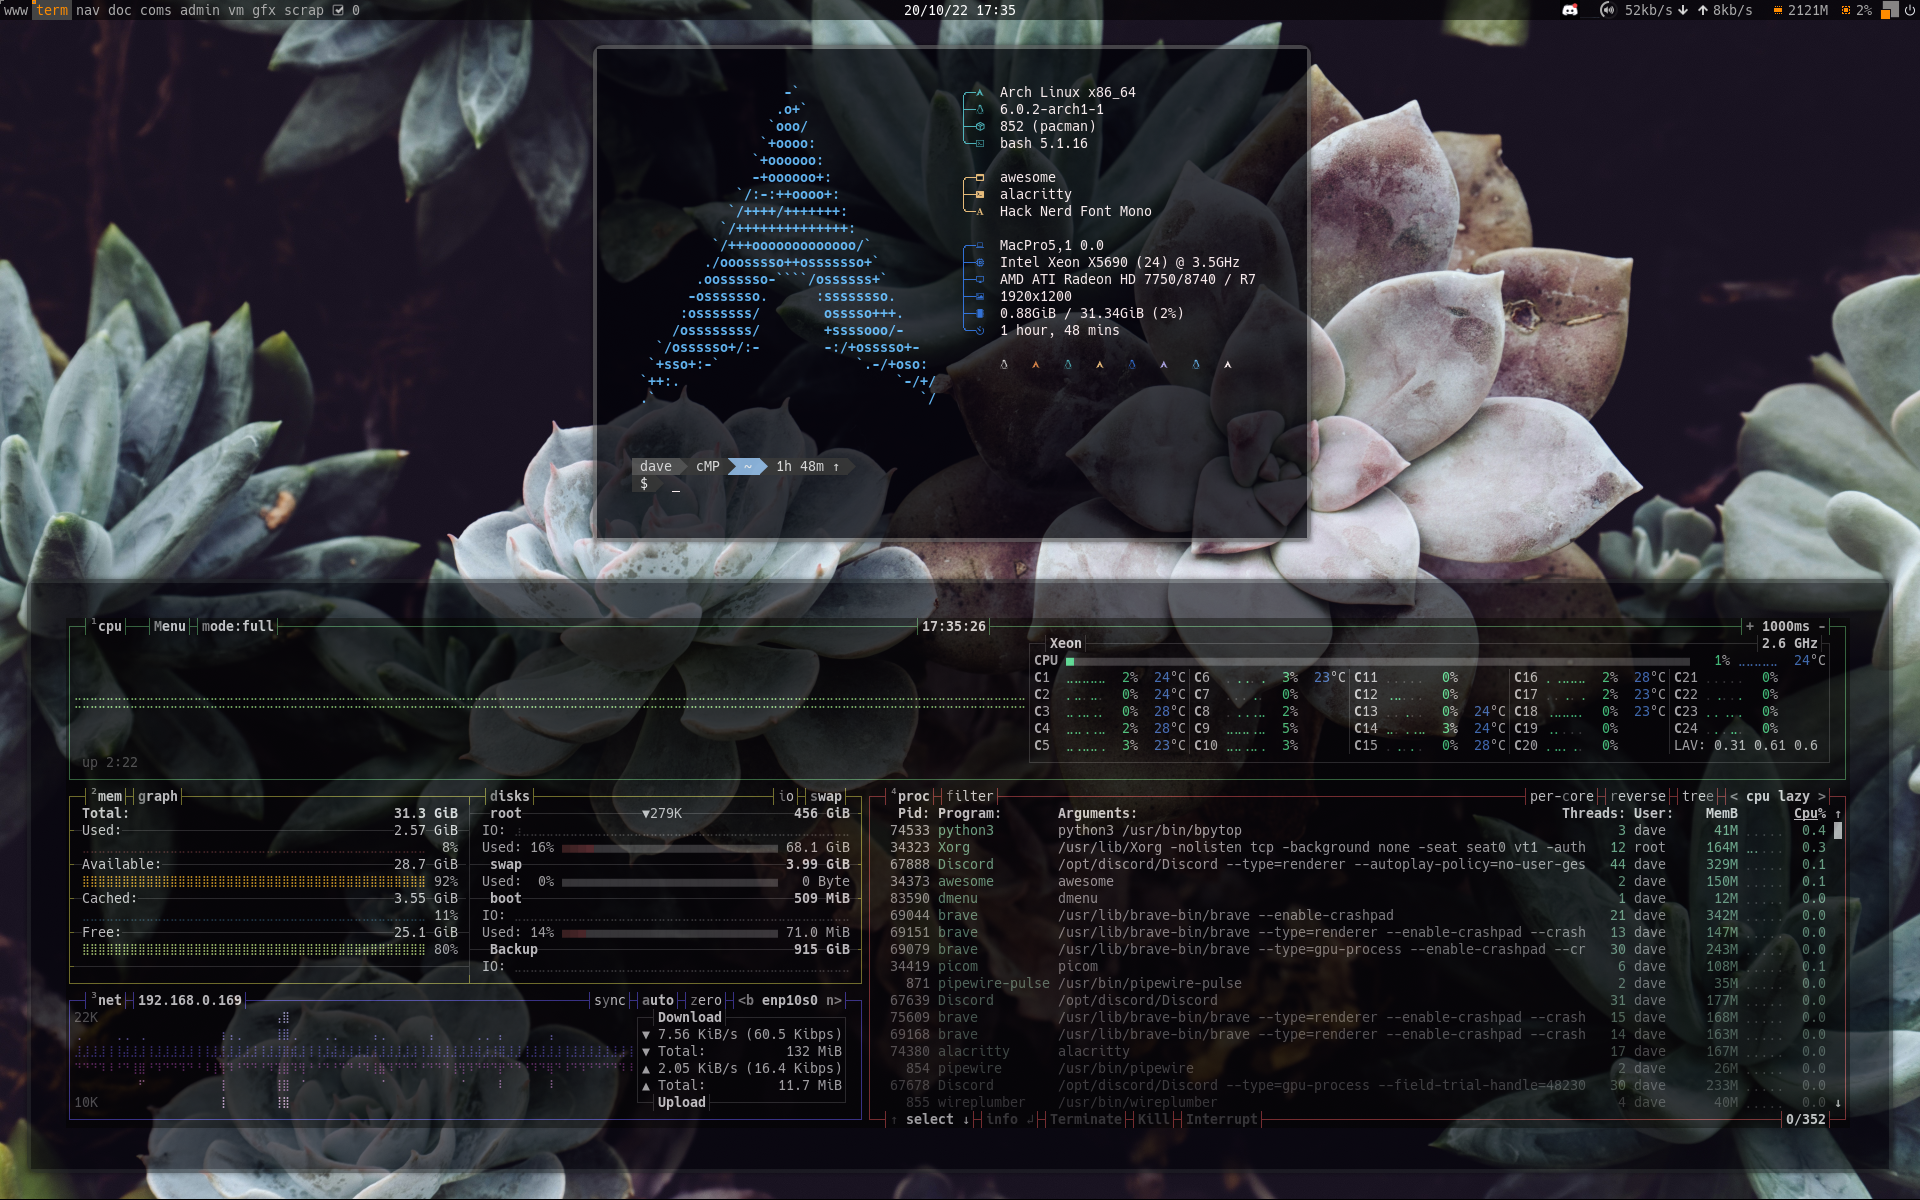 www term nav doc coms admin vm gfx scrap 0
20/10/22 17:35
52kb/s ↓ ↑ 8kb/s 2121M 2%
Arch Linux x86_64
6.0.2-arch1-1
852 (pacman)
bash 5.1.16
awesome
alacritty
Hack Nerd Font Mono
MacPro5,1 0.0
Intel Xeon X5690 (24) @ 3.5GHz
AMD ATI Radeon HD 7750/8740 / R7
1920x1200
0.88GiB / 31.34GiB (2%)
1 hour, 48 mins
-`
.o+`
`ooo/
`+oooo:
`+oooooo:
-+oooooo+:
`/:-:++oooo+:
`/++++/+++++++:
`/++++++++++++++:
`/+++ooooooooooooo/`
./ooosssso++osssssso+`
.oossssso-````/ossssss+`
-osssssso. :ssssssso.
:osssssss/ osssso+++.
/ossssssss/ +ssssooo/-
`/ossssso+/:- -:/+osssso+-
`+sso+:-` `.-/+oso:
`++:. `-/+/
.` `/
dave cMP ~ 1h 48m ↑
$ _
1cpu Menu mode:full 17:35:26 + 1000ms -
Xeon 2.6 GHz
CPU 1% 24°C
C1 2% 24°C C6 3% 23°C C11 0% C16 2% 28°C C21 0%
C2 0% 24°C C7 0% C12 0% C17 2% 23°C C22 0%
C3 0% 28°C C8 2% C13 0% 24°C C18 0% 23°C C23 0%
C4 2% 28°C C9 5% C14 3% 24°C C19 0% C24 0%
C5 3% 23°C C10 3% C15 0% 28°C C20 0% LAV: 0.31 0.61 0.6
up 2:22
2mem graph
Total: 31.3 GiB
Used: 2.57 GiB
8%
Available: 28.7 GiB
92%
Cached: 3.55 GiB
11%
Free: 25.1 GiB
80%
disks io swap
root ▼279K 456 GiB
IO:
Used: 16% 68.1 GiB
swap 3.99 GiB
Used: 0% 0 Byte
boot 509 MiB
IO:
Used: 14% 71.0 MiB
Backup 915 GiB
IO:
3net 192.168.0.169 sync auto zero <b enp10s0 n>
22K
10K
Download
▼ 7.56 KiB/s (60.5 Kibps)
▼ Total: 132 MiB
▲ 2.05 KiB/s (16.4 Kibps)
▲ Total: 11.7 MiB
Upload
4proc filter per-core reverse tree < cpu lazy >
Pid: Program: Arguments: Threads: User: MemB Cpu% ↑
74533 python3 python3 /usr/bin/bpytop 3 dave 41M 0.4
34323 Xorg /usr/lib/Xorg -nolisten tcp -background none -seat seat0 vt1 -auth 12 root 164M 0.3
67888 Discord /opt/discord/Discord --type=renderer --autoplay-policy=no-user-ges 44 dave 329M 0.1
34373 awesome awesome 2 dave 150M 0.1
83590 dmenu dmenu 1 dave 12M 0.0
69044 brave /usr/lib/brave-bin/brave --enable-crashpad 21 dave 342M 0.0
69151 brave /usr/lib/brave-bin/brave --type=renderer --enable-crashpad --crash 13 dave 147M 0.0
69079 brave /usr/lib/brave-bin/brave --type=gpu-process --enable-crashpad --cr 30 dave 243M 0.0
34419 picom picom 6 dave 108M 0.1
871 pipewire-pulse /usr/bin/pipewire-pulse 2 dave 35M 0.0
67639 Discord /opt/discord/Discord 31 dave 177M 0.0
75609 brave /usr/lib/brave-bin/brave --type=renderer --enable-crashpad --crash 15 dave 168M 0.0
69168 brave /usr/lib/brave-bin/brave --type=renderer --enable-crashpad --crash 14 dave 163M 0.0
74380 alacritty alacritty 17 dave 167M 0.0
854 pipewire /usr/bin/pipewire 2 dave 26M 0.0
67678 Discord /opt/discord/Discord --type=gpu-process --field-trial-handle=48230 30 dave 233M 0.0
855 wireplumber /usr/bin/wireplumber 4 dave 40M 0.0 ↓
↑ select ↓ info ↲ Terminate Kill Interrupt 0/352